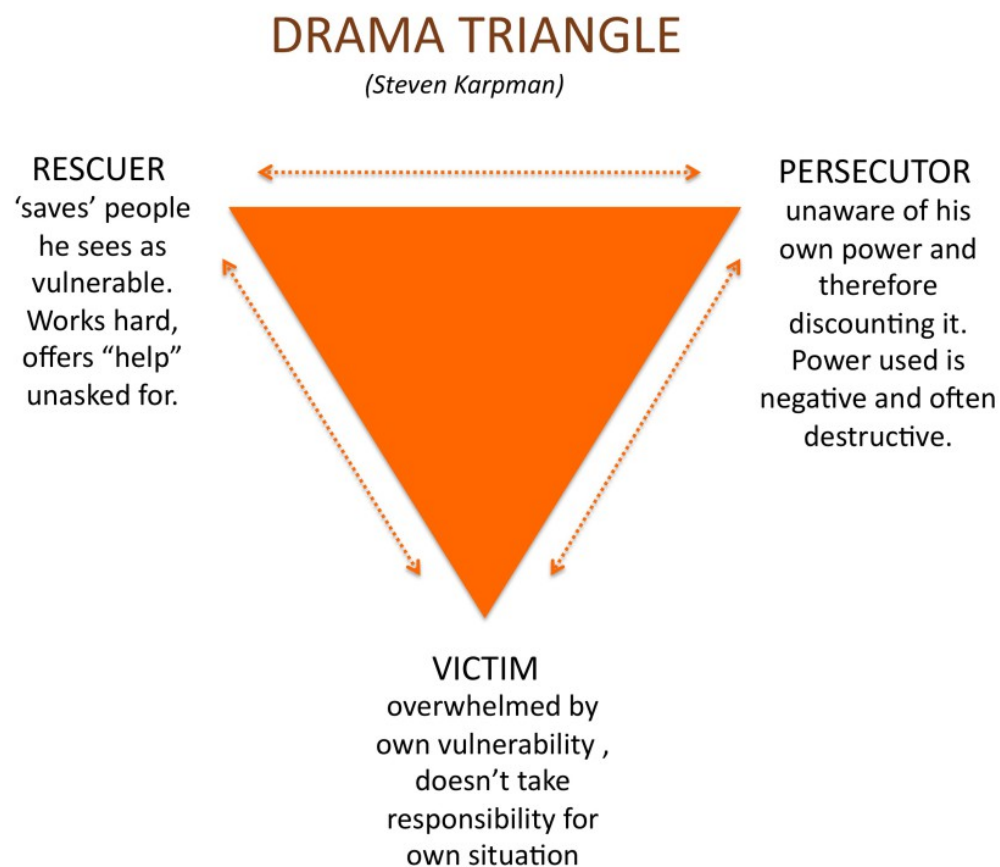 DRAMA TRIANGLE
(Steven Karpman)
RESCUER
‘saves’ people
he sees as
vulnerable.
Works hard,
offers “help”
unasked for.
PERSECUTOR
unaware of his
own power and
therefore
discounting it.
Power used is
negative and often
destructive.
VICTIM
overwhelmed by
own vulnerability ,
doesn’t take
responsibility for
own situation